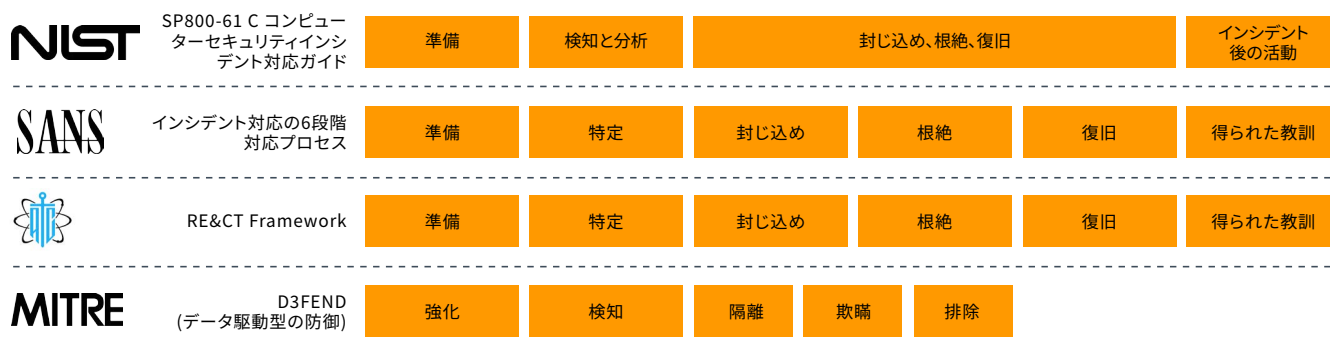 NIST
SP800-61 C コンピュー
ターセキュリティインシ
デント対応ガイド
準備
検知と分析
封じ込め、根絶、復旧
インシデント
後の活動
SANS
インシデント対応の6段階
対応プロセス
準備
特定
封じ込め
根絶
復旧
得られた教訓
RE&CT Framework
準備
特定
封じ込め
根絶
復旧
得られた教訓
MITRE
D3FEND
(データ駆動型の防御)
強化
検知
隔離
欺瞞
排除